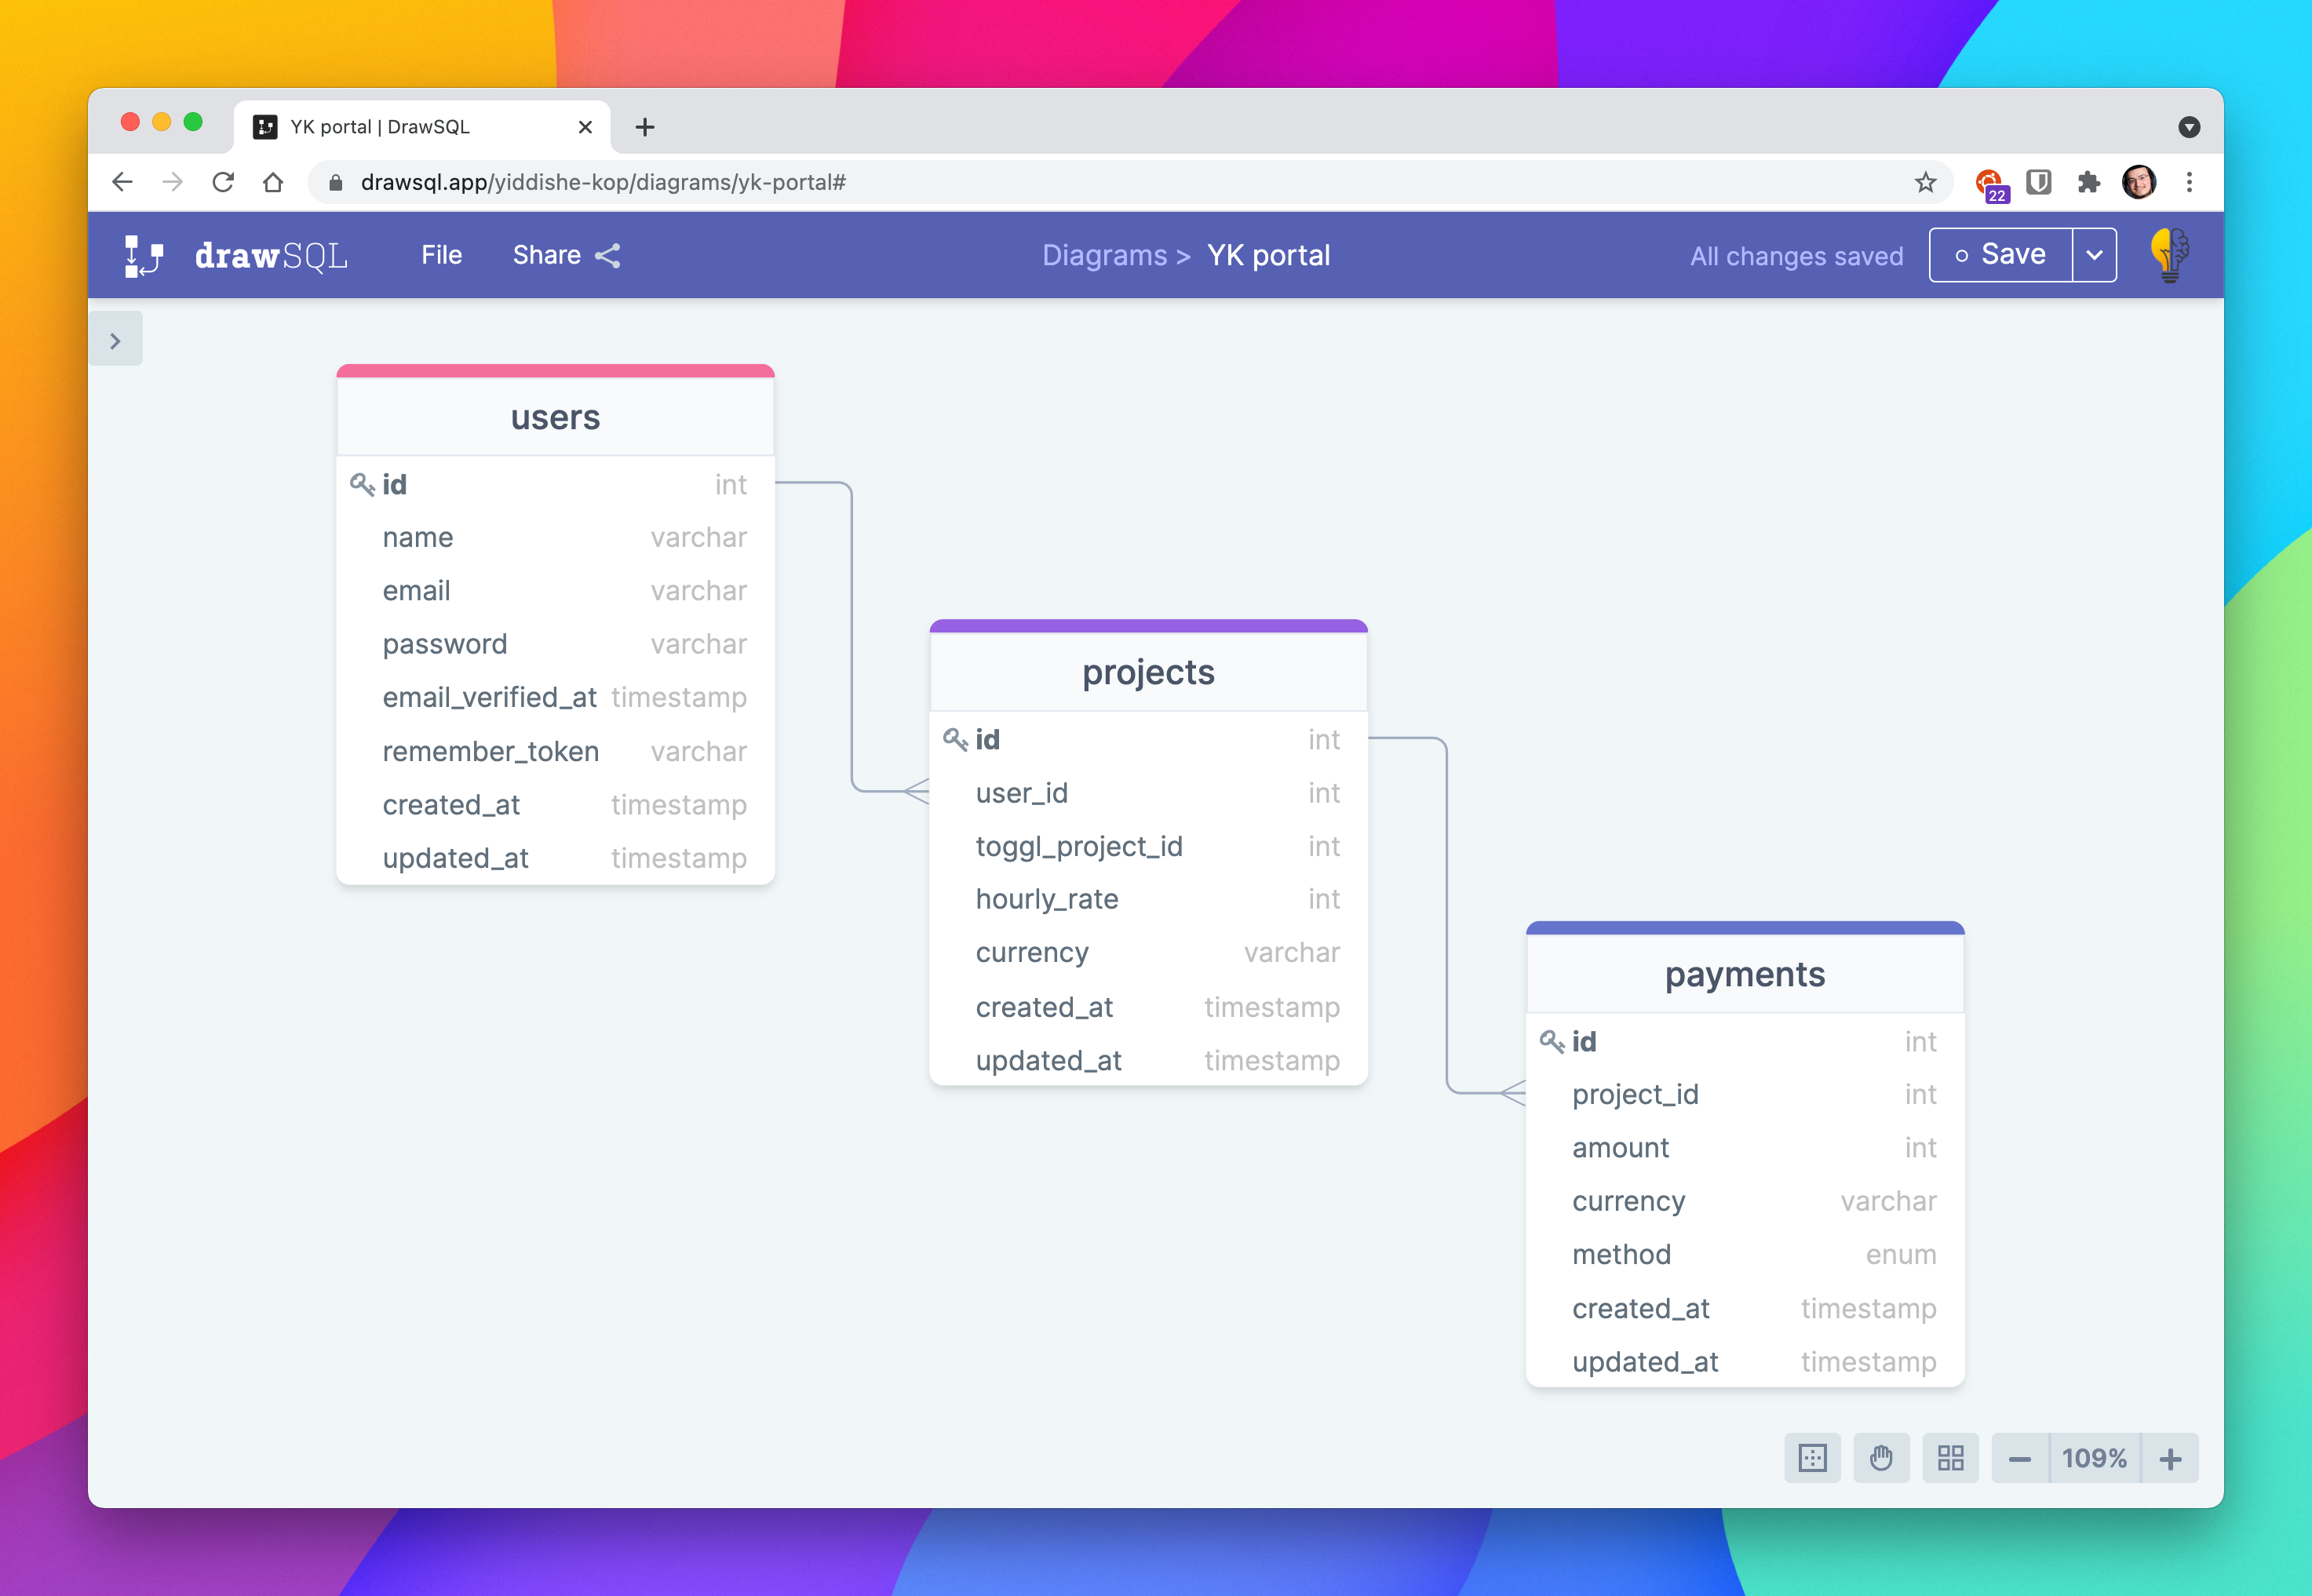 YK portal | DrawSQL
drawsql.app/yiddishe-kop/diagrams/yk-portal#
22
drawSQL File Share Diagrams > YK portal All changes saved Save
users
id int
name varchar
email varchar
password varchar
email_verified_at timestamp
remember_token varchar
created_at timestamp
updated_at timestamp
projects
id int
user_id int
toggl_project_id int
hourly_rate int
currency varchar
created_at timestamp
updated_at timestamp
payments
id int
project_id int
amount int
currency varchar
method enum
created_at timestamp
updated_at timestamp
109%